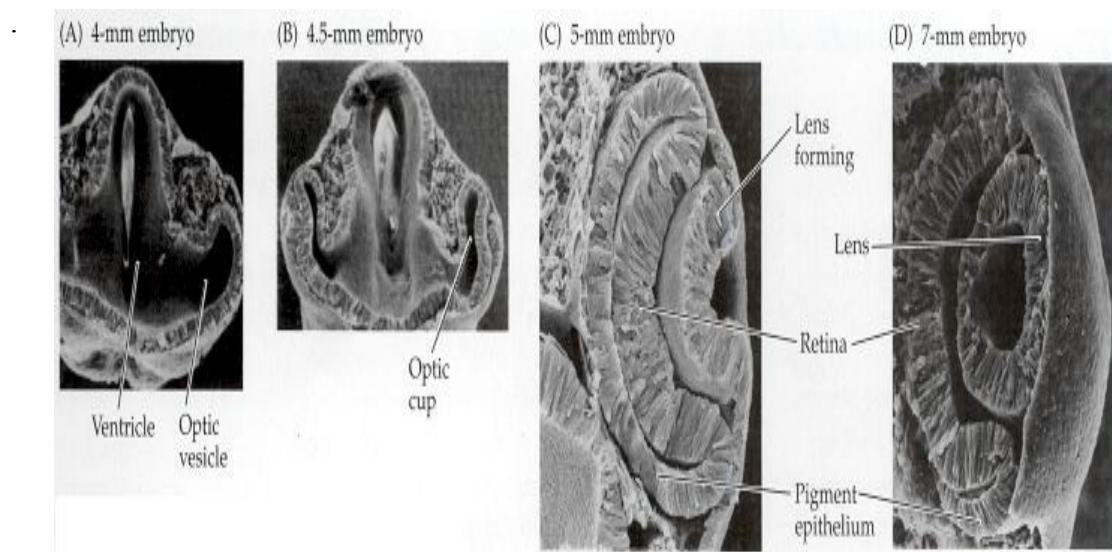 (A) 4-mm embryo
(B) 4.5-mm embryo
(C) 5-mm embryo
(D) 7-mm embryo
Lens
forming
Lens
Retina
Optic
cup
Ventricle
Optic
vesicle
Pigment
epithelium